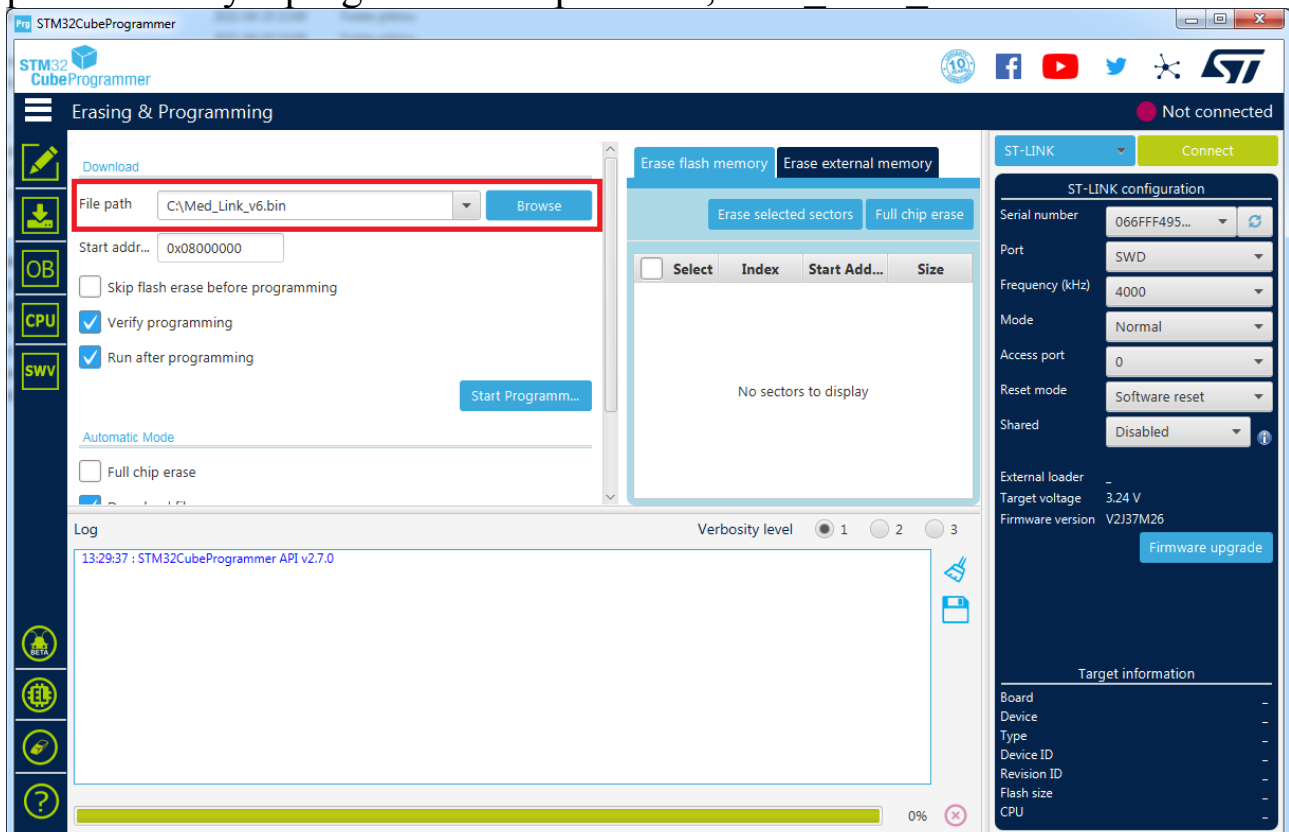 STM32CubeProgrammer
STM32
CubeProgrammer
10
Erasing & Programming
Not connected
Download
File path
C:\Med_Link_v6.bin
Browse
Start addr...
0x08000000
Skip flash erase before programming
Verify programming
Run after programming
Start Programm...
Automatic Mode
Full chip erase
OB
CPU
SWV
Erase flash memory
Erase external memory
Erase selected sectors
Full chip erase
Select Index Start Add... Size
No sectors to display
Log
Verbosity level 1 2 3
13:29:37 : STM32CubeProgrammer API v2.7.0
0%
BETA
ST-LINK
Connect
ST-LINK configuration
Serial number
066FFF495...
Port
SWD
Frequency (kHz)
4000
Mode
Normal
Access port
0
Reset mode
Software reset
Shared
Disabled
External loader _
Target voltage 3.24 V
Firmware version V2J37M26
Firmware upgrade
Target information
Board _
Device _
Type _
Device ID _
Revision ID _
Flash size _
CPU _